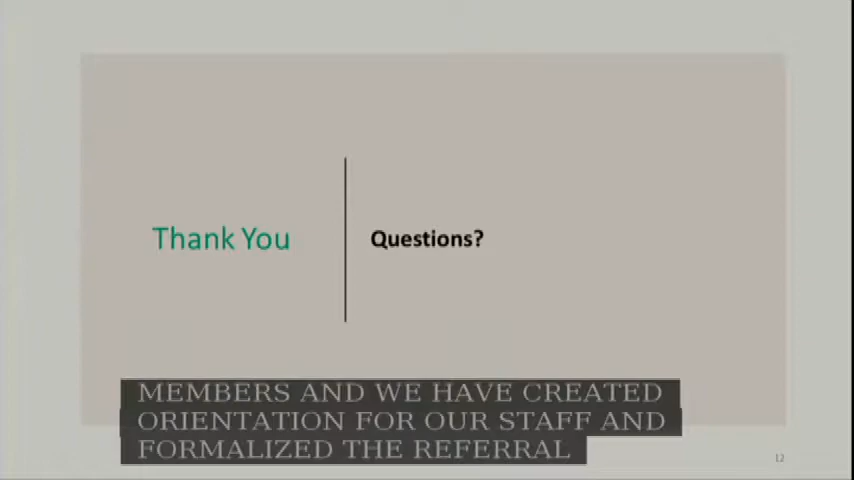 Thank You
Questions?
MEMBERS AND WE HAVE CREATED
ORIENTATION FOR OUR STAFF AND
FORMALIZED THE REFERRAL
12